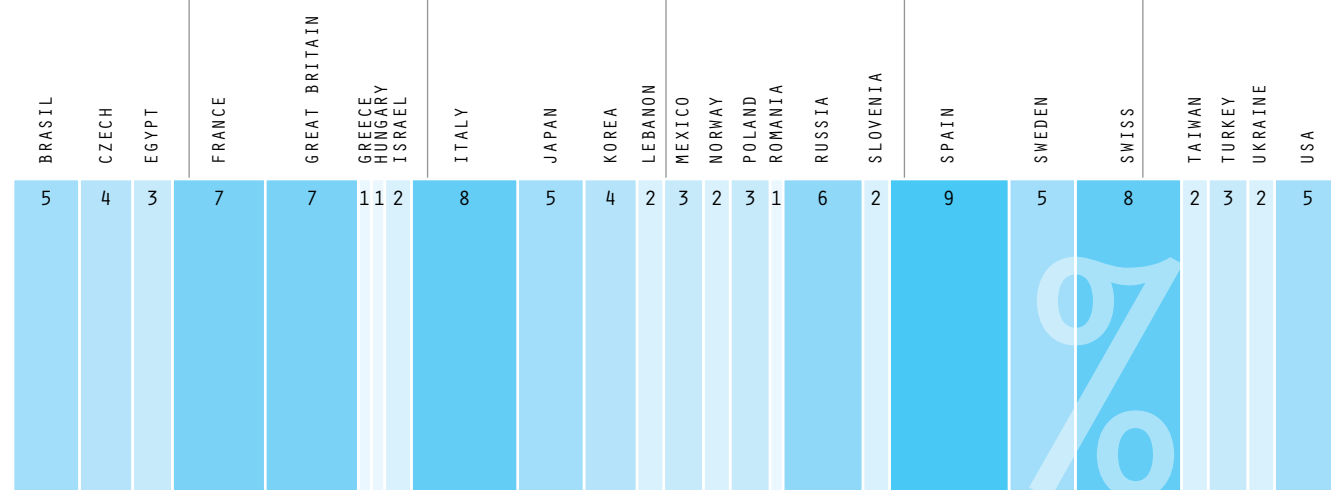 BRASIL
CZECH
EGYPT
FRANCE
GREAT BRITAIN
GREECE
HUNGARY
ISRAEL
ITALY
JAPAN
KOREA
LEBANON
MEXICO
NORWAY
POLAND
ROMANIA
RUSSIA
SLOVENIA
SPAIN
SWEDEN
SWISS
TAIWAN
TURKEY
UKRAINE
USA
5 4 3 7 7 1 1 2 8 5 4 2 3 2 3 1 6 2 9 5 8 2 3 2 5
%